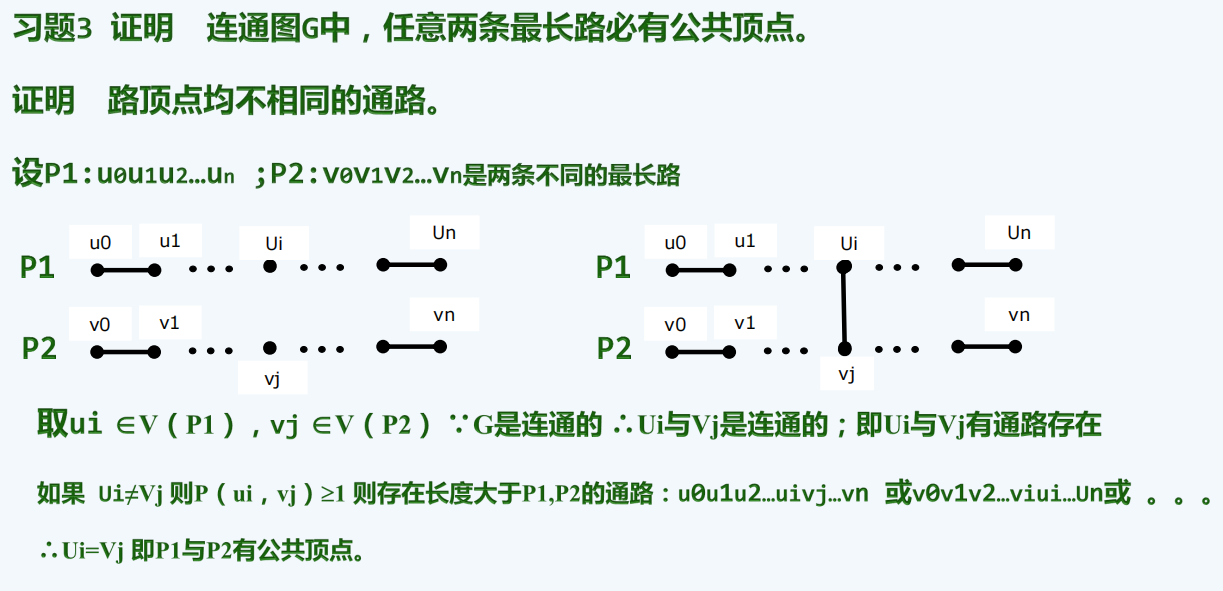 习题3 证明 连通图G中，任意两条最长路必有公共顶点。
证明 路顶点均不相同的通路。
设P1:u0u1u2…un ;P2:v0v1v2…vn是两条不同的最长路
u0 u1 Ui Un
P1
v0 v1 vn
P2
vj
u0 u1 Ui Un
P1
v0 v1 vn
P2
vj
取ui ∈V（P1）,vj ∈V（P2）∵G是连通的 ∴Ui与Vj是连通的；即Ui与Vj有通路存在
如果 Ui≠Vj 则P（ui，vj）≥1 则存在长度大于P1,P2的通路：u0u1u2…uivj…vn 或v0v1v2…viui…Un或 。。。
∴Ui=Vj 即P1与P2有公共顶点。